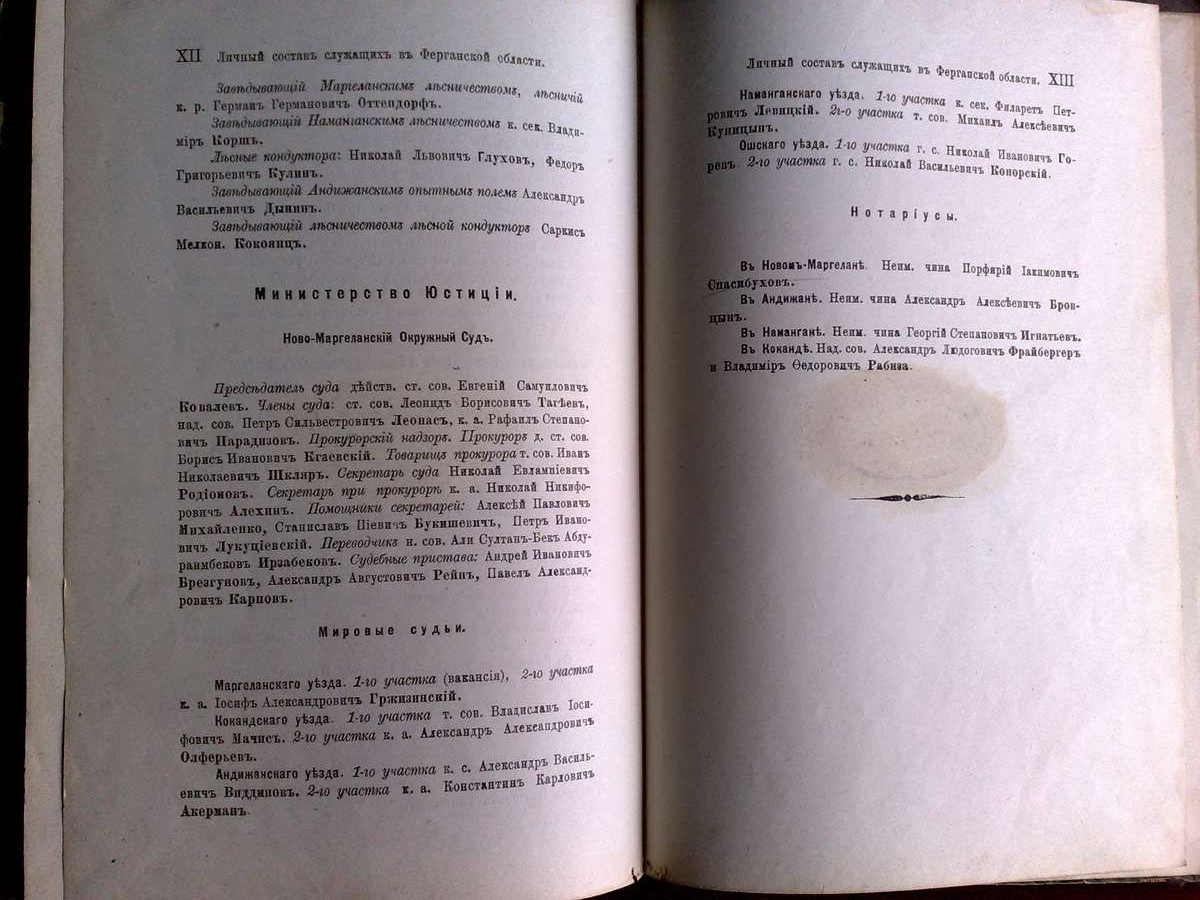 XII Личный составъ служащихъ въ Ферганской области.
Завѣдывающій Маргеланскимъ лѣсничествомъ, лѣсничій
к. р. Германъ Германовичъ Оттендорфъ.
Завѣдывающій Наманганскимъ лѣсничествомъ к. сек. Влади-
міръ Коршъ.
Лѣсные кондуктора: Николай Львовичъ Глуховъ, Федоръ
Григорьевичъ Кулин.
Завѣдывающій Андижанскимъ опытнымъ полемъ Александръ
Васильевичъ Дынинъ.
Завѣдывающій лѣсничествомъ лѣсной кондукторъ Саркисъ
Мелкон. Кокоянцъ.
Министерство Юстиціи.
Ново-Маргеланскій Окружный Судъ.
Предсѣдатель суда дѣйств. ст. сов. Евгеній Самуиловичъ
Ковалевъ. Члены суда: ст. сов. Леонидъ Борисовичъ Тагѣевъ,
над. сов. Петръ Сильвестровичъ Леонасъ, к. а. Рафаилъ Степано-
вичъ Парадизовъ. Прокурорскій надзоръ. Прокуроръ д. ст. сов.
Борисъ Ивановичъ Кгаевскій. Товарищъ прокурора т. сов. Иванъ
Николаевичъ Шкляръ. Секретарь суда Николай Евлампіевичъ
Родіоновъ. Секретарь при прокурорѣ к. а. Николай Никифо-
ровичъ Алехинъ. Помощники секретарей: Алексѣй Павловичъ
Михайленко, Станиславъ Піевичъ Букишевичъ, Петръ Ивано-
вичъ Лукуціевскій. Переводчикъ н. сов. Али Султанъ-Бекъ Абду-
раимбековъ Ирзабековъ. Судебные пристава: Андрей Ивановичъ
Брезгуновъ, Александръ Августовичъ Рейнъ, Павелъ Александ-
ровичъ Карповъ.
Мировые судьи.
Маргеланскаго уѣзда. 1-го участка (вакансія), 2-го участка
к. а. Іосифъ Александровичъ Гржизинскій.
Кокандскаго уѣзда. 1-го участка т. сов. Владиславъ Іоси-
фовичъ Мачисъ. 2-го участка к. а. Александръ Александровичъ
Олферьевъ.
Андижанскаго уѣзда. 1-го участка к. с. Александръ Василь-
евичъ Виддиновъ. 2-го участка к. а. Константинъ Карловичъ
Акерманъ.
Личный составъ служащихъ въ Ферганской области. XIII
Наманганскаго уѣзда. 1-го участка к. сек. Филаретъ Пет-
ровичъ Левицкій. 2-го участка т. сов. Михаилъ Алексѣевичъ
Куницынъ.
Ошскаго уѣзда. 1-го участка г. с. Николай Ивановичъ Го-
ревъ 2-го участка г. с. Николай Васильевичъ Конорскій.
Нотаріусы.
Въ Новомъ-Маргеланѣ. Неим. чина Порфирій Іакимовичъ
Спасибуховъ.
Въ Андижанѣ. Неим. чина Александръ Алексѣевичъ Брон-
цынъ.
Въ Наманганѣ. Неим. чина Георгій Степановичъ Игнатьевъ.
Въ Кокандѣ. Над. сов. Александръ Людоговичъ Фрайбергеръ
и Владиміръ Ѳедоровичъ Рабиза.